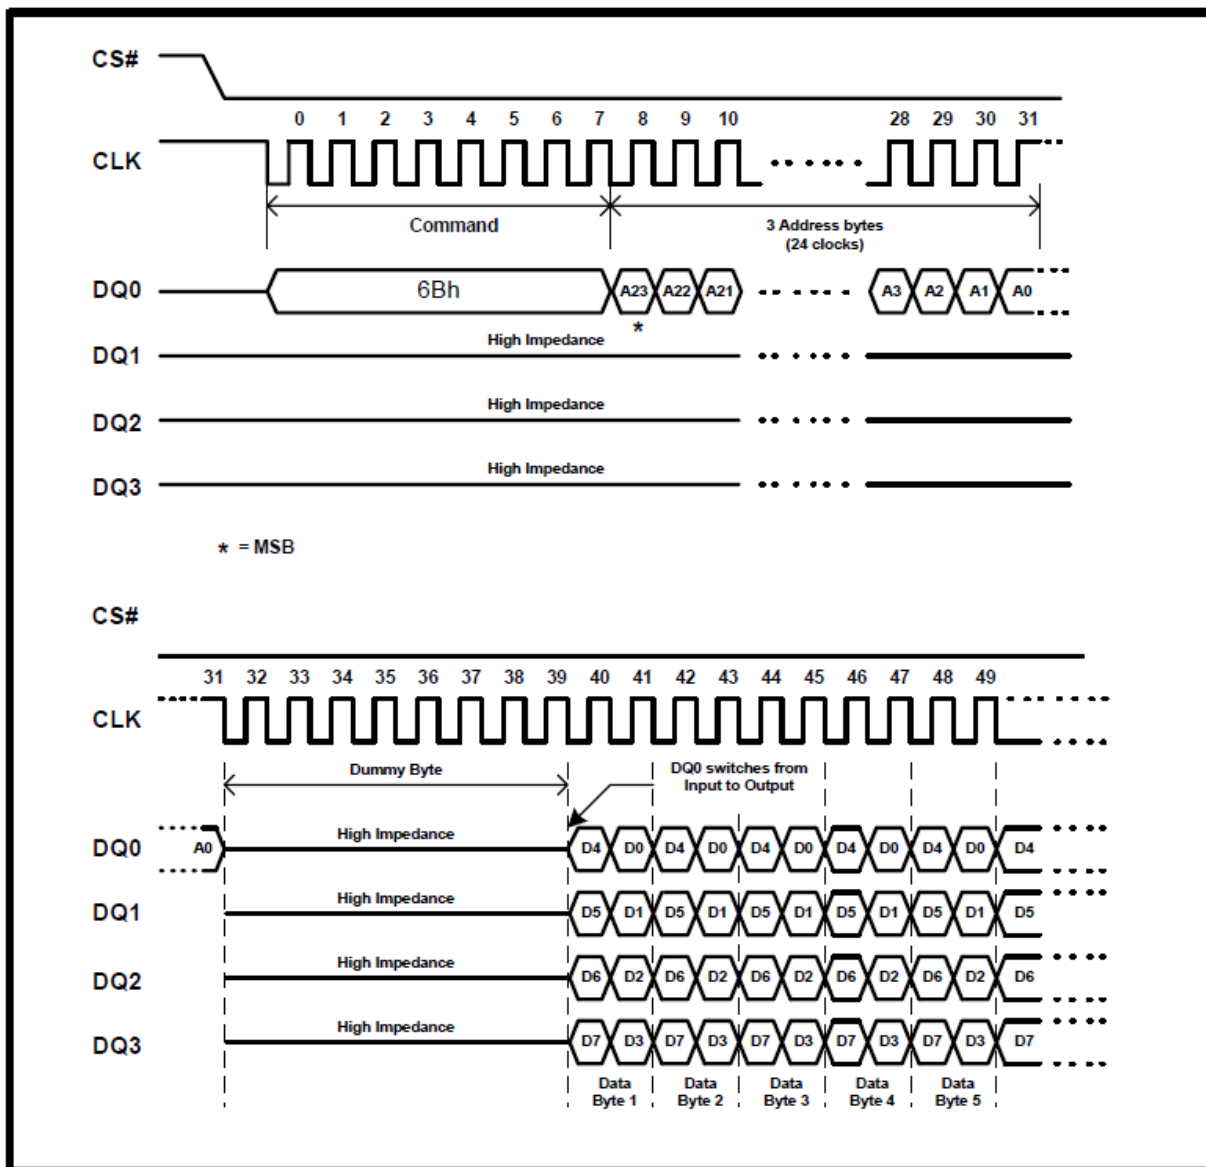 CS#
0 1 2 3 4 5 6 7 8 9 10 28 29 30 31
CLK
Command
3 Address bytes
(24 clocks)
DQ0 6Bh A23 A22 A21 A3 A2 A1 A0
*
High Impedance
DQ1
High Impedance
DQ2
High Impedance
DQ3
* = MSB
CS#
31 32 33 34 35 36 37 38 39 40 41 42 43 44 45 46 47 48 49
CLK
Dummy Byte
DQ0 switches from
Input to Output
High Impedance
DQ0 A0 D4 D0 D4 D0 D4 D0 D4 D0 D4 D0 D4
High Impedance
DQ1 D5 D1 D5 D1 D5 D1 D5 D1 D5 D1 D5
High Impedance
DQ2 D6 D2 D6 D2 D6 D2 D6 D2 D6 D2 D6
High Impedance
DQ3 D7 D3 D7 D3 D7 D3 D7 D3 D7 D3 D7
Data Data Data Data Data
Byte 1 Byte 2 Byte 3 Byte 4 Byte 5